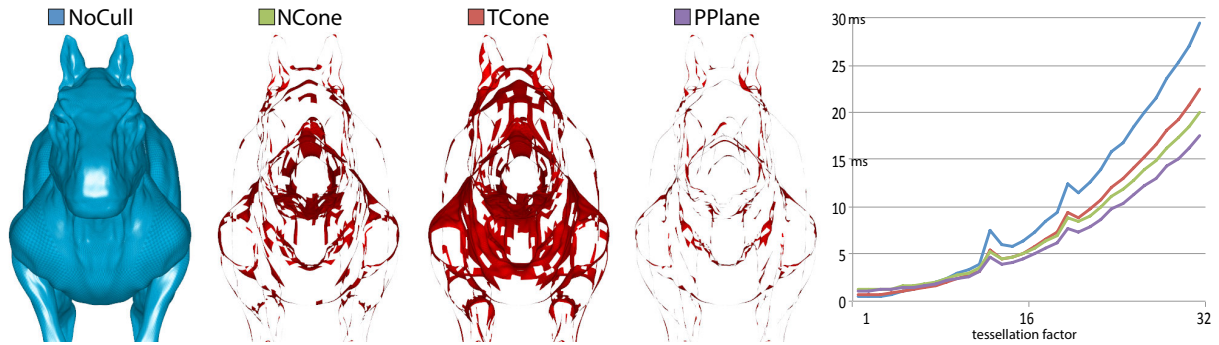 NoCull
NCone
TCone
PPlane
30 ms
25
20
15 ms
10
5
0
1
16
32
tessellation factor